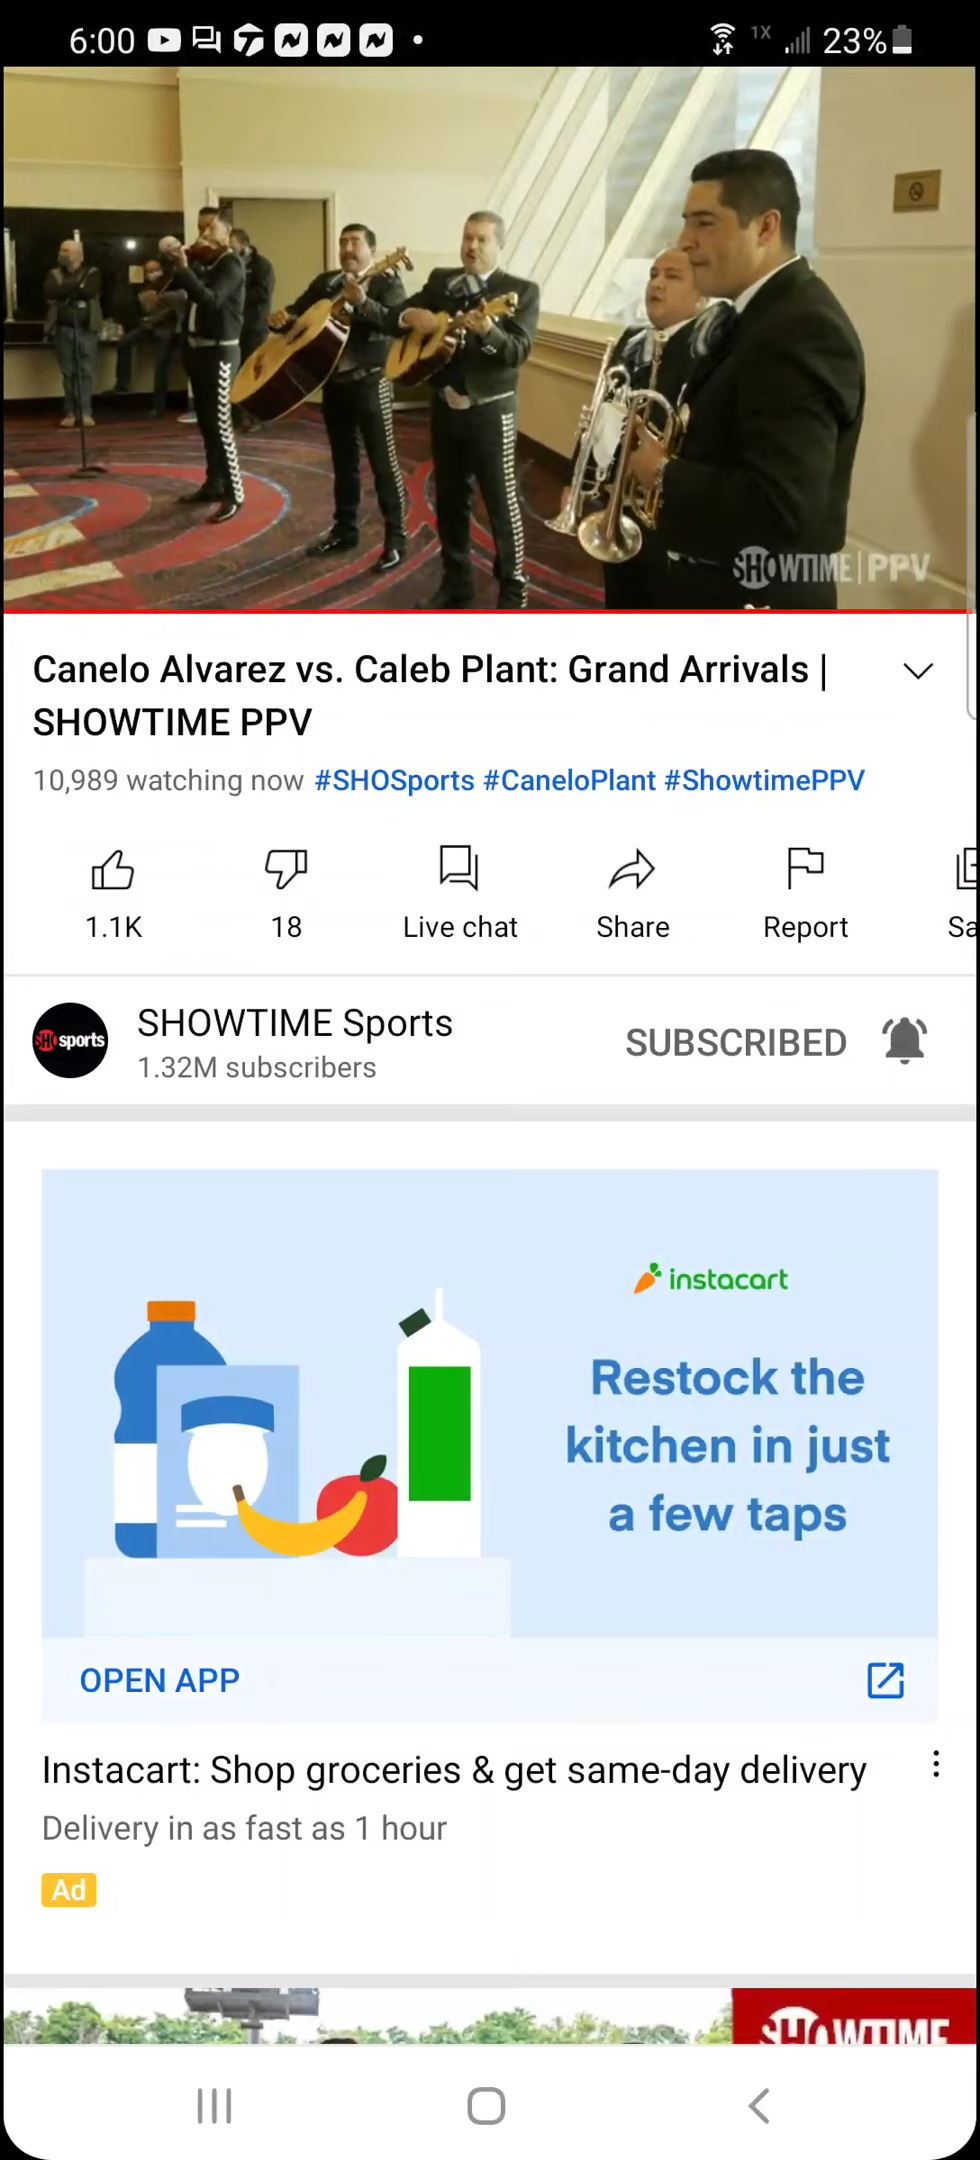 6:00
1X
23%
SHOWTIME | PPV
Canelo Alvarez vs. Caleb Plant: Grand Arrivals |
SHOWTIME PPV
10,989 watching now #SHOSports #CaneloPlant #ShowtimePPV
1.1K
18
Live chat
Share
Report
Sa
SHO sports
SHOWTIME Sports
1.32M subscribers
SUBSCRIBED
instacart
Restock the
kitchen in just
a few taps
OPEN APP
Instacart: Shop groceries & get same-day delivery
Delivery in as fast as 1 hour
Ad
SHOWTIME